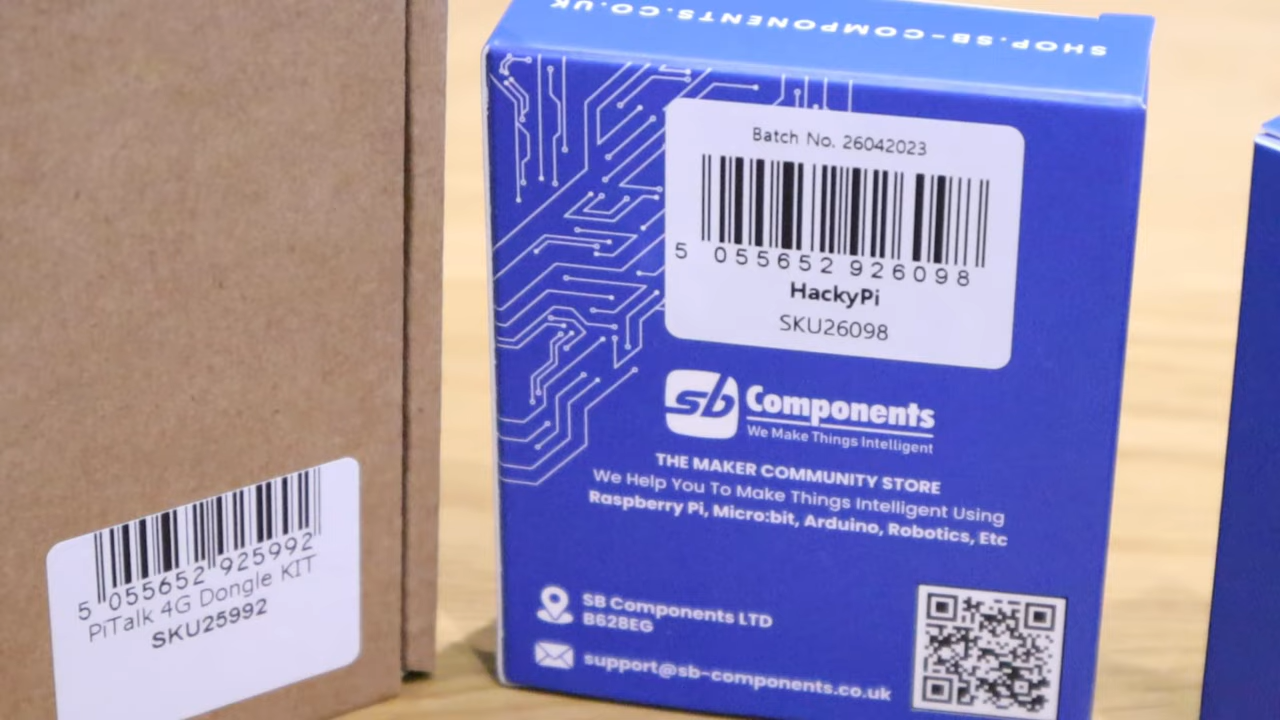 5 055652 925992
PiTalk 4G Dongle KIT
SKU25992
SHOP.SB-COMPONENTS.CO.UK
Batch No. 26042023
5 055652 926098
HackyPi
SKU26098
sb Components
We Make Things Intelligent
THE MAKER COMMUNITY STORE
We Help You To Make Things Intelligent Using
Raspberry Pi, Micro:bit, Arduino, Robotics, Etc
SB Components LTD
B628EG
support@sb-components.co.uk